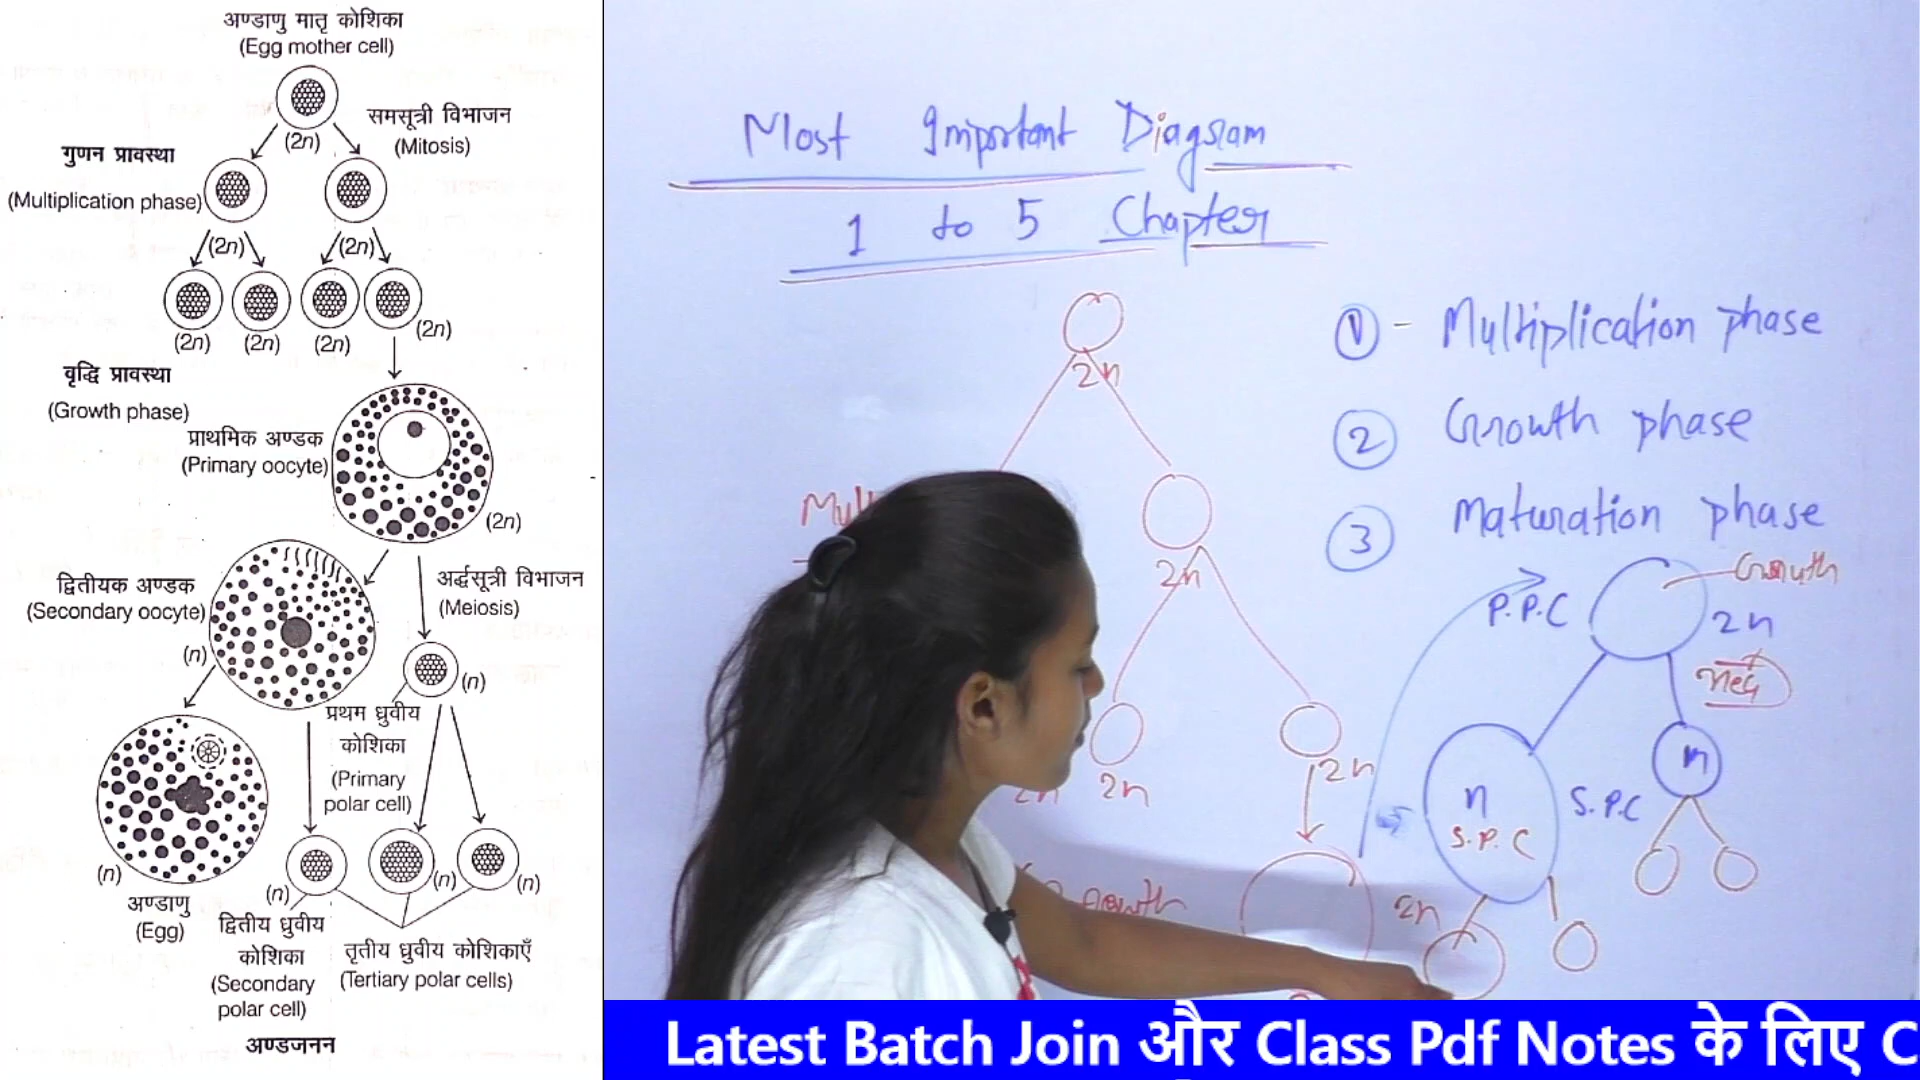 अण्डाणु मातृ कोशिका
(Egg mother cell)
समसूत्री विभाजन
(2n)
(Mitosis)
गुणन प्रावस्था
(Multiplication phase)
(2n)
(2n)
(2n)
(2n)
(2n)
(2n)
वृद्धि प्रावस्था
(Growth phase)
प्राथमिक अण्डक
(Primary oocyte)
(2n)
द्वितीयक अण्डक
(Secondary oocyte)
अर्द्धसूत्री विभाजन
(Meiosis)
(n)
(n)
प्रथम ध्रुवीय
कोशिका
(Primary
polar cell)
(n)
(n)
(n)
(n)
अण्डाणु
(Egg)
द्वितीय ध्रुवीय
कोशिका
(Secondary
polar cell)
तृतीय ध्रुवीय कोशिकाएँ
(Tertiary polar cells)
अण्डजनन
Most Important Diagram
1 to 5 Chapter
2n
1 - Multiplication phase
2 Growth phase
3 Maturation phase
Mul
2n
Growth
P.P.C
2n
n
n
S.P.C
S.P.C
2n
2n
2n
2n
Latest Batch Join और Class Pdf Notes के लिए C